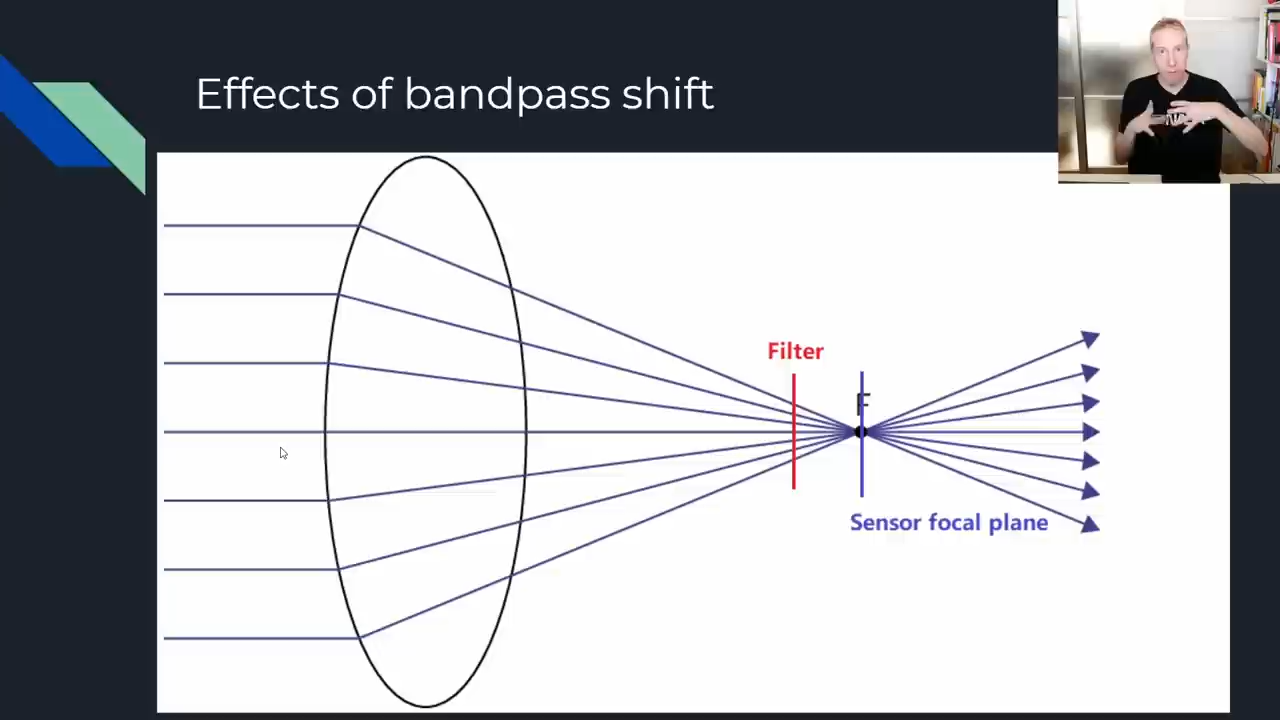 Effects of bandpass shift
Filter
F
Sensor focal plane